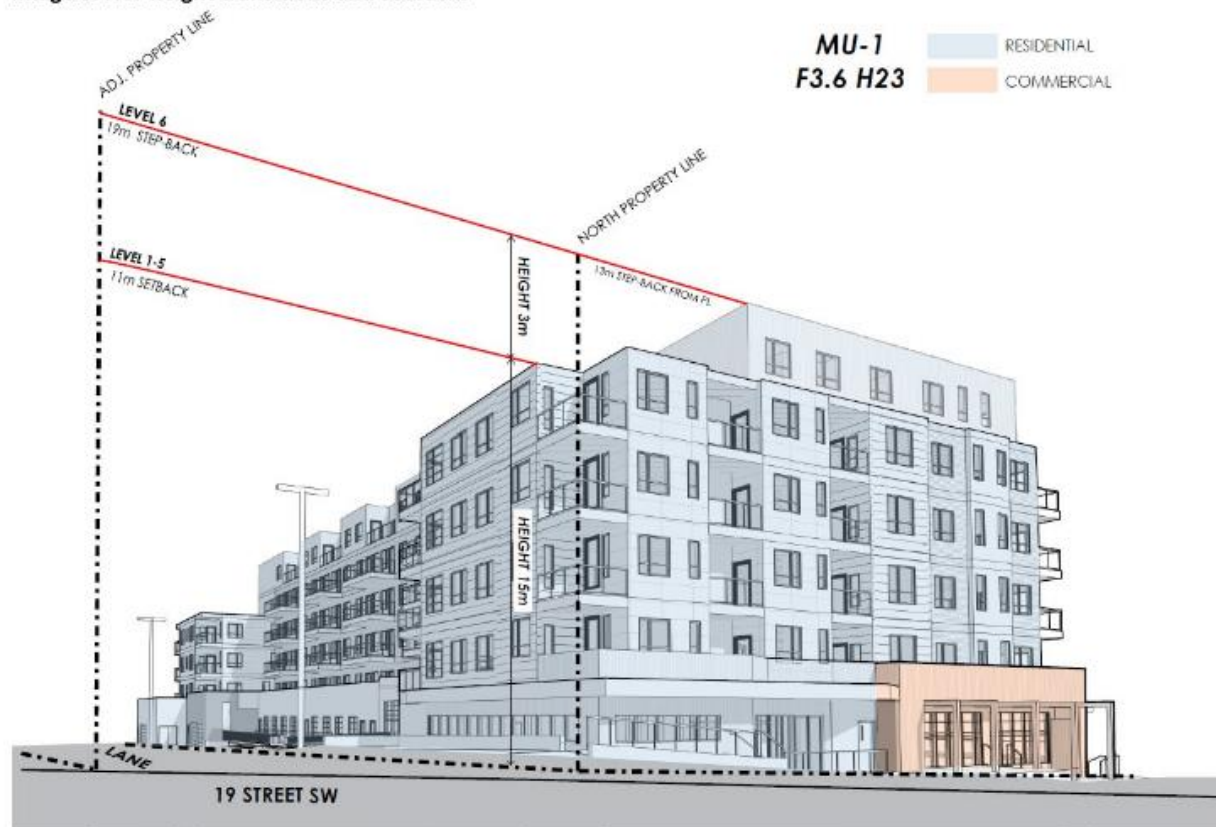 ADJ. PROPERTY LINE
MU-1
F3.6 H23
RESIDENTIAL
COMMERCIAL
LEVEL 6
19m STEP-BACK
NORTH PROPERTY LINE
LEVEL 1-5
11m SETBACK
HEIGHT 3m
13m STEP-BACK FROM PL
HEIGHT 15m
LANE
19 STREET SW